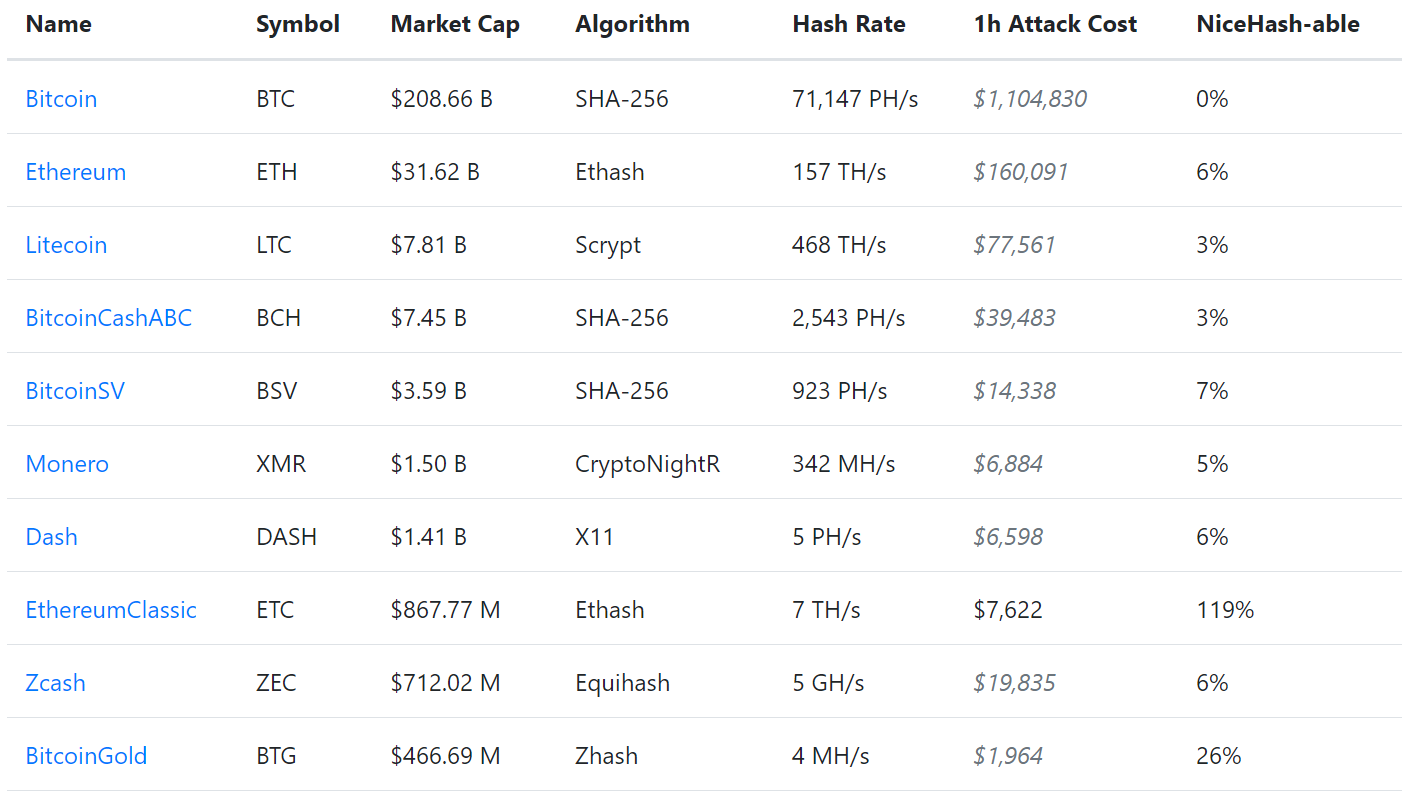 Name Symbol Market Cap Algorithm Hash Rate 1h Attack Cost NiceHash-able
Bitcoin BTC $208.66 B SHA-256 71,147 PH/s $1,104,830 0%
Ethereum ETH $31.62 B Ethash 157 TH/s $160,091 6%
Litecoin LTC $7.81 B Scrypt 468 TH/s $77,561 3%
BitcoinCashABC BCH $7.45 B SHA-256 2,543 PH/s $39,483 3%
BitcoinSV BSV $3.59 B SHA-256 923 PH/s $14,338 7%
Monero XMR $1.50 B CryptoNightR 342 MH/s $6,884 5%
Dash DASH $1.41 B X11 5 PH/s $6,598 6%
EthereumClassic ETC $867.77 M Ethash 7 TH/s $7,622 119%
Zcash ZEC $712.02 M Equihash 5 GH/s $19,835 6%
BitcoinGold BTG $466.69 M Zhash 4 MH/s $1,964 26%